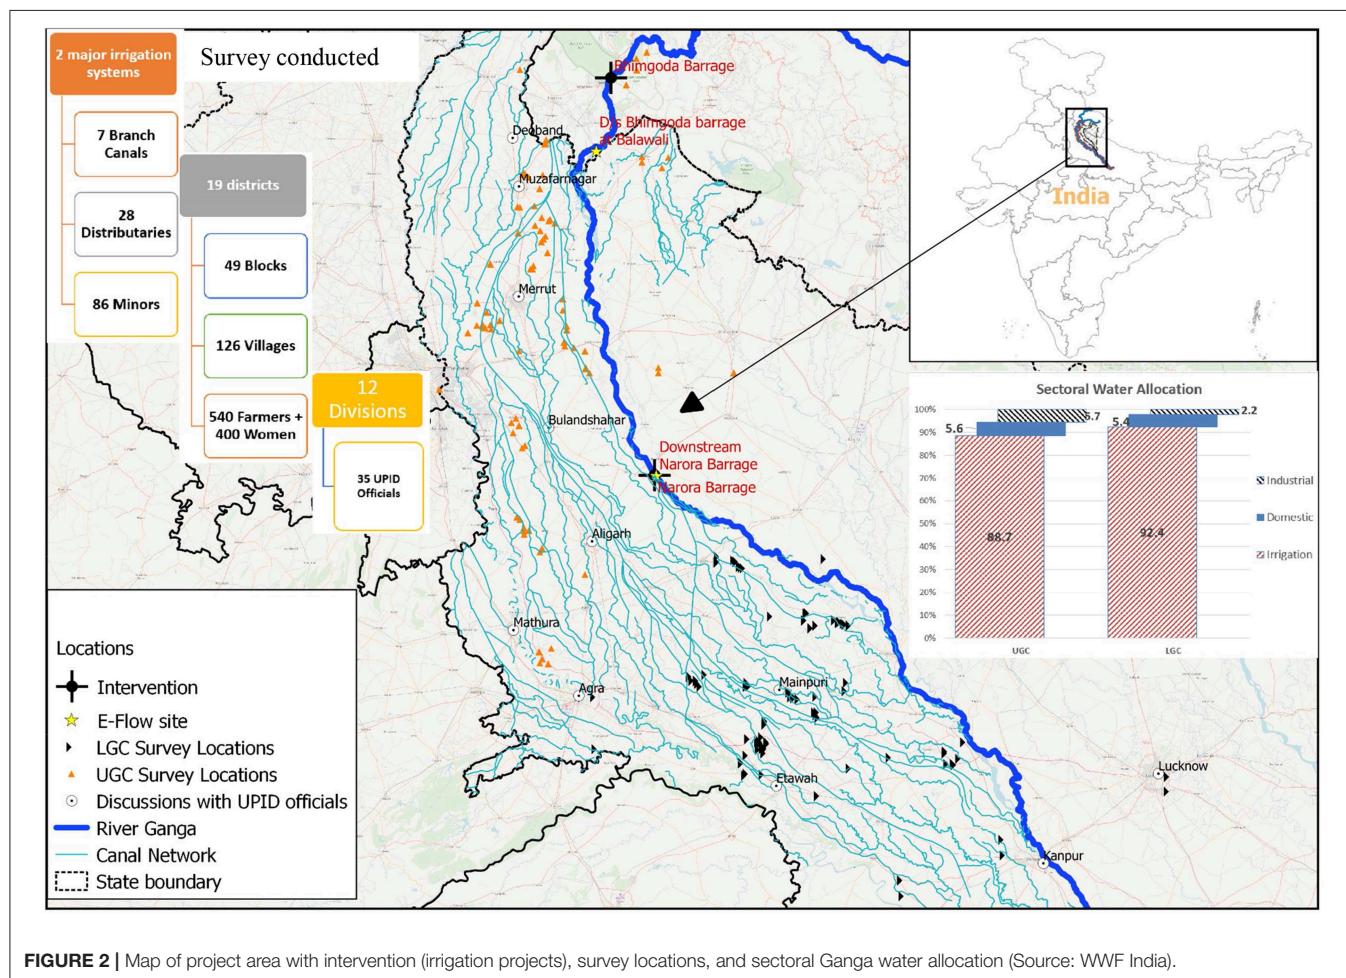 2 major irrigation
systems
Survey conducted
7 Branch
Canals
28
Distributaries
86 Minors
19 districts
49 Blocks
126 Villages
540 Farmers +
400 Women
12
Divisions
35 UPID
Officials
Bhimgoda Barrage
D/s Bhimgoda barrage
at Balawali
Deoband
Muzafarnagar
Merrut
Bulandshahar
Downstream
Narora Barrage
Narora Barrage
Aligarh
Mathura
Agra
Mainpuri
Etawah
Lucknow
Kanpur
India
Sectoral Water Allocation
100%
90%
80%
70%
60%
50%
40%
30%
20%
10%
0%
5.6
6.7
88.7
5.4
2.2
92.4
UGC
LGC
Industrial
Domestic
Irrigation
Locations
Intervention
E-Flow site
LGC Survey Locations
UGC Survey Locations
Discussions with UPID officials
River Ganga
Canal Network
State boundary
FIGURE 2 | Map of project area with intervention (irrigation projects), survey locations, and sectoral Ganga water allocation (Source: WWF India).